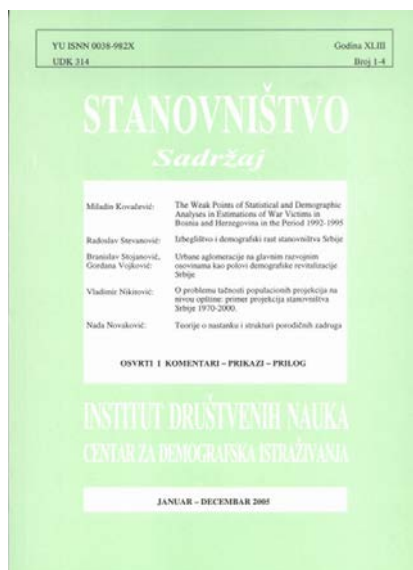 YU ISNN 0038-982X
Godina XLIII
UDK 314
Broj 1-4
STANOVNIŠTVO
Sadržaj
Miladin Kovačević:
The Weak Points of Statistical and Demographic
Analyses in Estimations of War Victims in
Bosnia and Herzegovina in the Period 1992-1995
Radoslav Stevanović:
Izbeglištvo i demografski rast stanovništva Srbije
Branislav Stojanović,
Gordana Vojković:
Urbane aglomeracije na glavnim razvojnim
osovinama kao polovi demografske revitalizacije
Srbije
Vladimir Nikitović:
O problemu tačnosti populacionih projekcija na
nivou opštine: primer projekcija stanovništva
Srbije 1970-2000.
Nada Novaković:
Teorije o nastanku i strukturi porodičnih zadruga
OSVRTI I KOMENTARI – PRIKAZI – PRILOG
INSTITUT DRUŠTVENIH NAUKA
CENTAR ZA DEMOGRAFSKA ISTRAŽIVANJA
JANUAR – DECEMBAR 2005